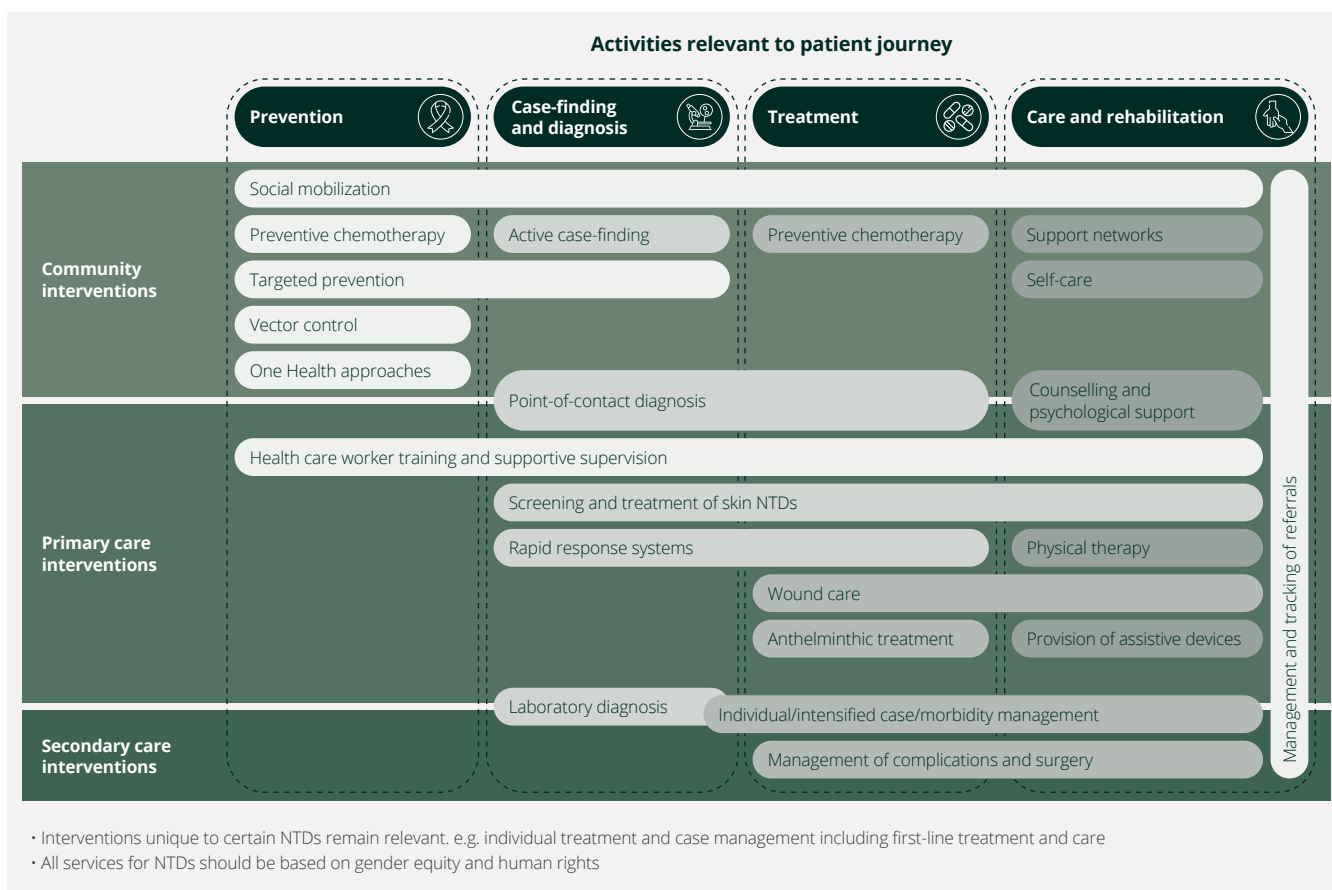 Activities relevant to patient journey
Prevention
Case-finding
and diagnosis
Treatment
Care and rehabilitation
Community
interventions
Social mobilization
Preventive chemotherapy
Active case-finding
Preventive chemotherapy
Support networks
Targeted prevention
Self-care
Vector control
One Health approaches
Point-of-contact diagnosis
Counselling and
psychological support
Primary care
interventions
Health care worker training and supportive supervision
Screening and treatment of skin NTDs
Rapid response systems
Physical therapy
Wound care
Anthelminthic treatment
Provision of assistive devices
Laboratory diagnosis
Individual/intensified case/morbidity management
Secondary care
interventions
Management of complications and surgery
Management and tracking of referrals
• Interventions unique to certain NTDs remain relevant. e.g. individual treatment and case management including first-line treatment and care
• All services for NTDs should be based on gender equity and human rights